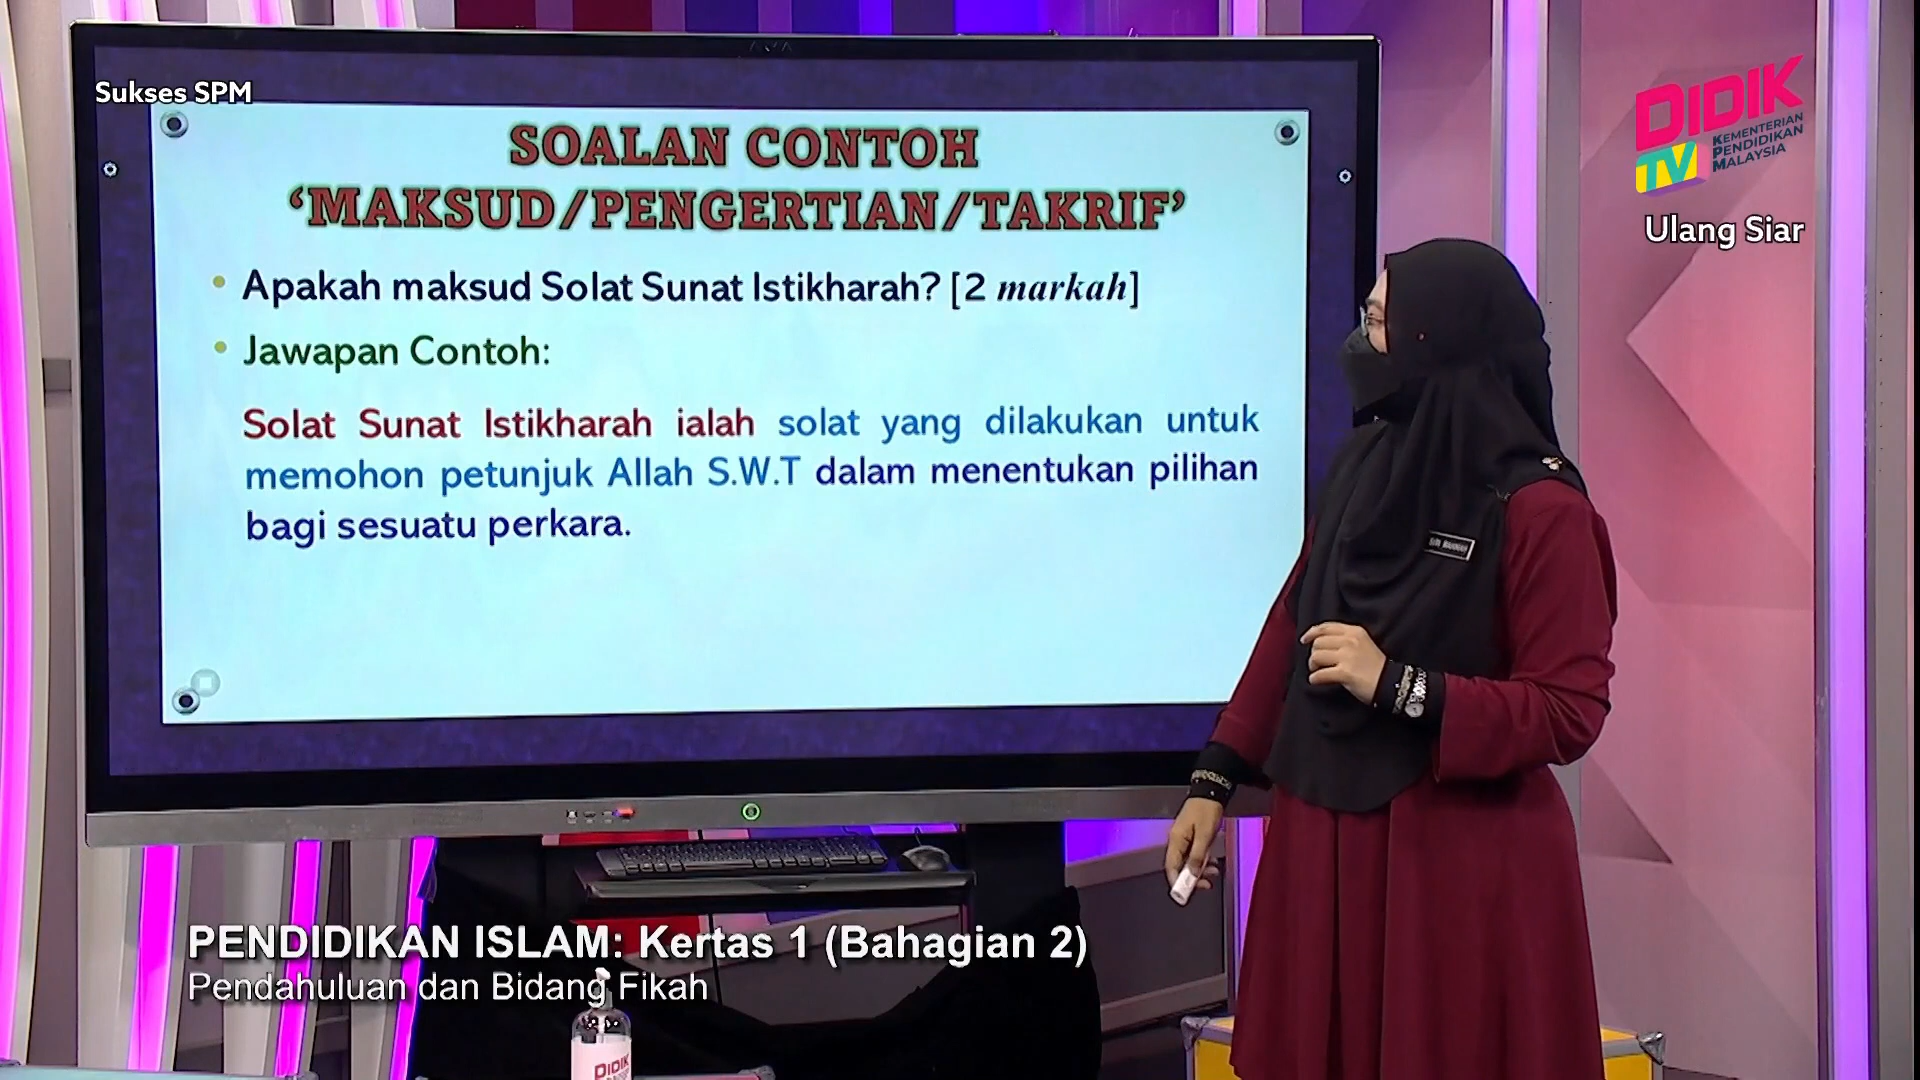 Sukses SPM
SOALAN CONTOH
‘MAKSUD/PENGERTIAN/TAKRIF’
Apakah maksud Solat Sunat Istikharah? [2 markah]
Jawapan Contoh:
Solat Sunat Istikharah ialah solat yang dilakukan untuk
memohon petunjuk Allah S.W.T dalam menentukan pilihan
bagi sesuatu perkara.
DIDIK
TV
KEMENTERIAN
PENDIDIKAN
MALAYSIA
Ulang Siar
PENDIDIKAN ISLAM: Kertas 1 (Bahagian 2)
Pendahuluan dan Bidang Fikah
DIDIK